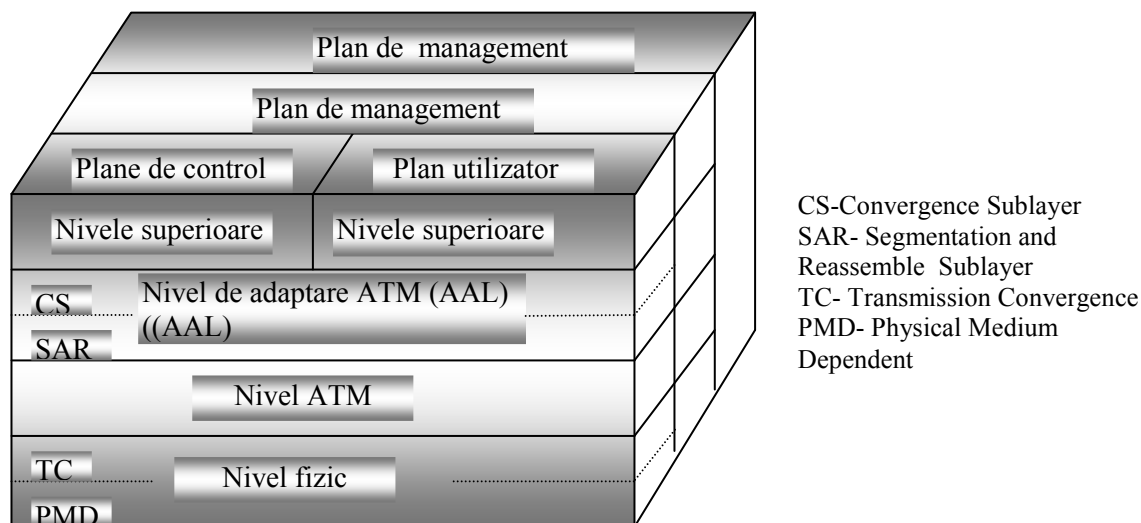 Plan de management
Plan de management
Plane de control
Plan utilizator
Nivele superioare
Nivele superioare
CS
Nivel de adaptare ATM (AAL)
((AAL)
SAR
Nivel ATM
TC
Nivel fizic
PMD
CS-Convergence Sublayer
SAR- Segmentation and
Reassemble Sublayer
TC- Transmission Convergence
PMD- Physical Medium
Dependent